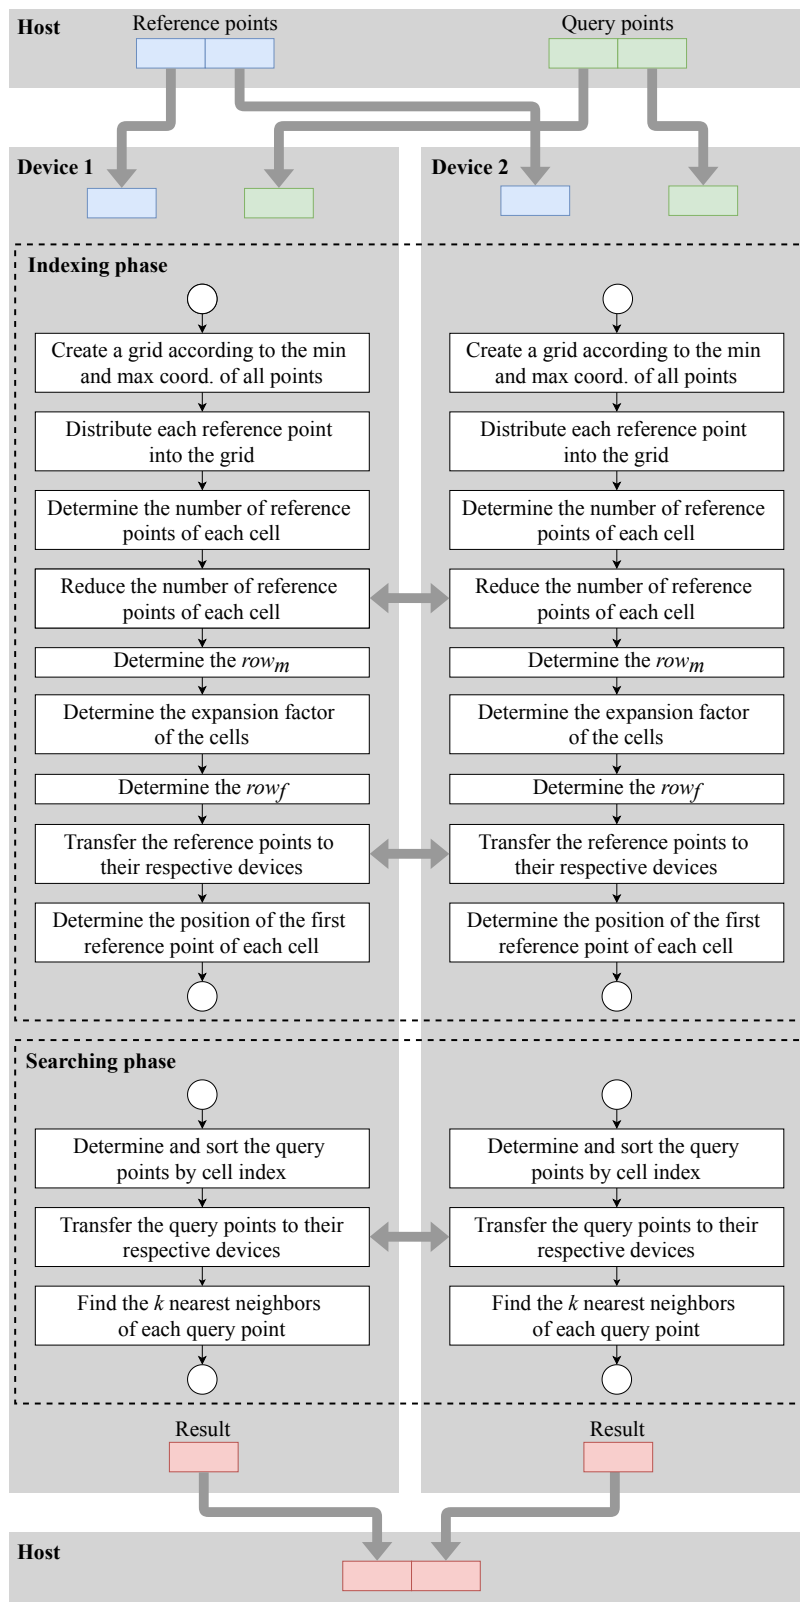 Host
Reference points
Query points
Device 1
Device 2
Indexing phase
Create a grid according to the min
and max coord. of all points
Distribute each reference point
into the grid
Determine the number of reference
points of each cell
Reduce the number of reference
points of each cell
Determine the row_m
Determine the expansion factor
of the cells
Determine the row_f
Transfer the reference points to
their respective devices
Determine the position of the first
reference point of each cell
Create a grid according to the min
and max coord. of all points
Distribute each reference point
into the grid
Determine the number of reference
points of each cell
Reduce the number of reference
points of each cell
Determine the row_m
Determine the expansion factor
of the cells
Determine the row_f
Transfer the reference points to
their respective devices
Determine the position of the first
reference point of each cell
Searching phase
Determine and sort the query
points by cell index
Transfer the query points to their
respective devices
Find the k nearest neighbors
of each query point
Determine and sort the query
points by cell index
Transfer the query points to their
respective devices
Find the k nearest neighbors
of each query point
Result
Result
Host